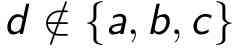 d ∉ {a, b, c}